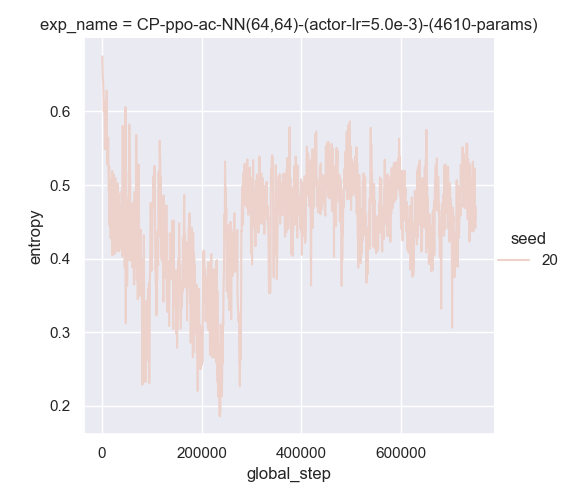 exp_name = CP-ppo-ac-NN(64,64)-(actor-lr=5.0e-3)-(4610-params)
0.6
0.5
0.4
0.3
0.2
entropy
0
200000
400000
600000
global_step
seed
20